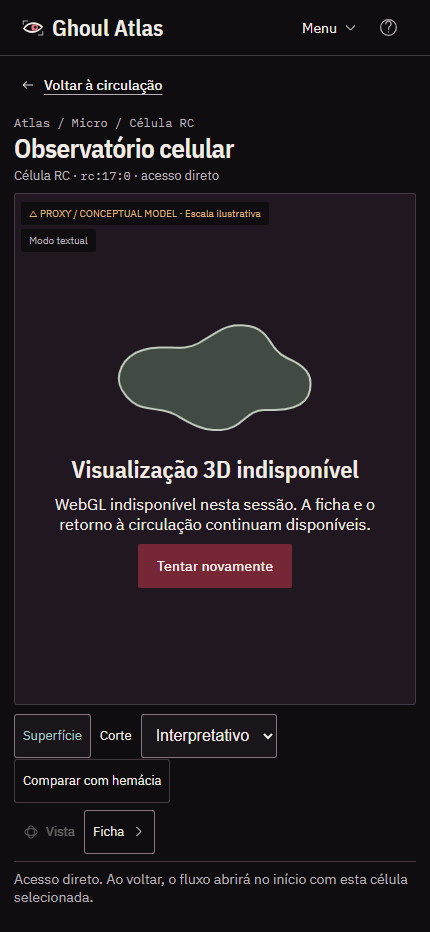 Ghoul Atlas
Menu
?
← Voltar à circulação
Atlas / Micro / Célula RC
Observatório celular
Célula RC · rc:17:0 · acesso direto
⚠ PROXY / CONCEPTUAL MODEL · Escala ilustrativa
Modo textual
Visualização 3D indisponível
WebGL indisponível nesta sessão. A ficha e o
retorno à circulação continuam disponíveis.
Tentar novamente
Superfície Corte Interpretativo
Comparar com hemácia
Vista Ficha
Acesso direto. Ao voltar, o fluxo abrirá no início com esta célula
selecionada.